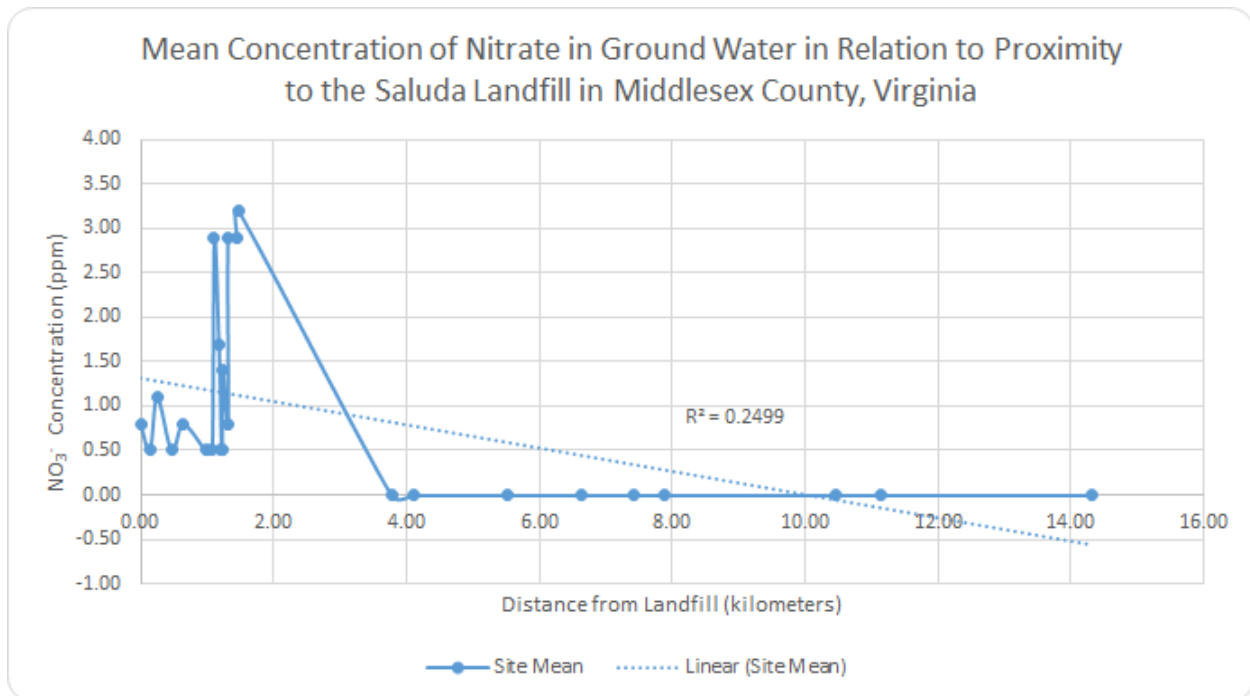 Mean Concentration of Nitrate in Ground Water in Relation to Proximity
to the Saluda Landfill in Middlesex County, Virginia
4.00
3.50
3.00
2.50
2.00
1.50
1.00
0.50
0.00
-0.50
-1.00
NO₃⁻ Concentration (ppm)
R² = 0.2499
0.00 2.00 4.00 6.00 8.00 10.00 12.00 14.00 16.00
Distance from Landfill (kilometers)
Site Mean Linear (Site Mean)